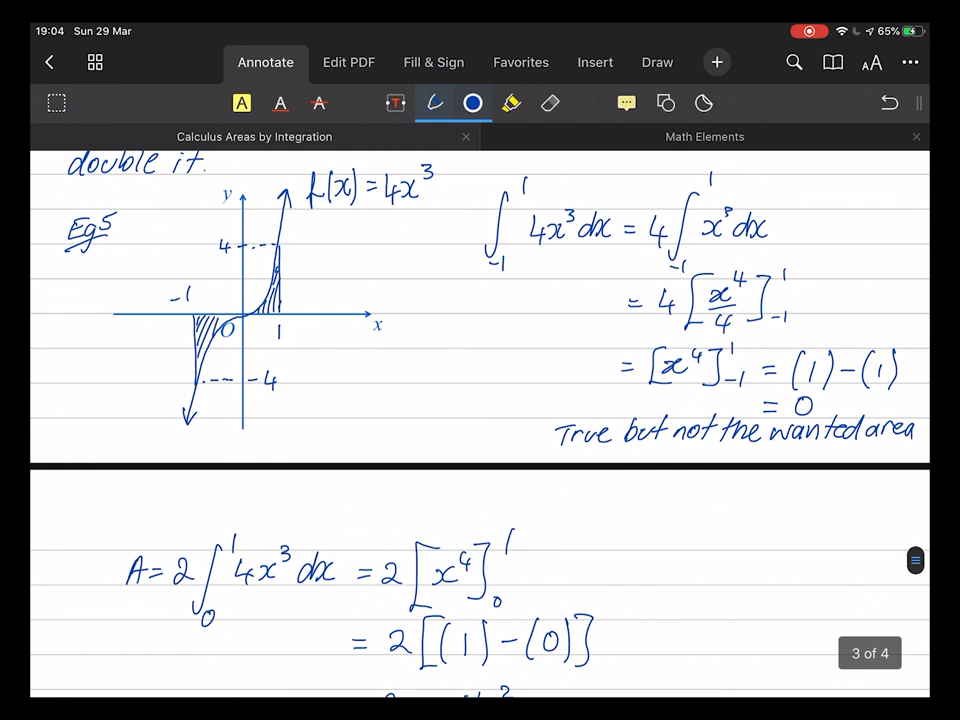 19:04 Sun 29 Mar 65%
Annotate Edit PDF Fill & Sign Favorites Insert Draw
Calculus Areas by Integration Math Elements
double it.
Eg5
y
f(x) = 4x³
4
-1
O
1
x
-4
∫₋₁¹ 4x³ dx = 4 ∫₋₁¹ x³ dx
= 4 [x⁴/4]₋₁¹
= [x⁴]₋₁¹ = (1) - (1)
= 0
True but not the wanted area
A = 2 ∫₀¹ 4x³ dx = 2 [x⁴]₀¹
= 2 [(1) - (0)]
3 of 4